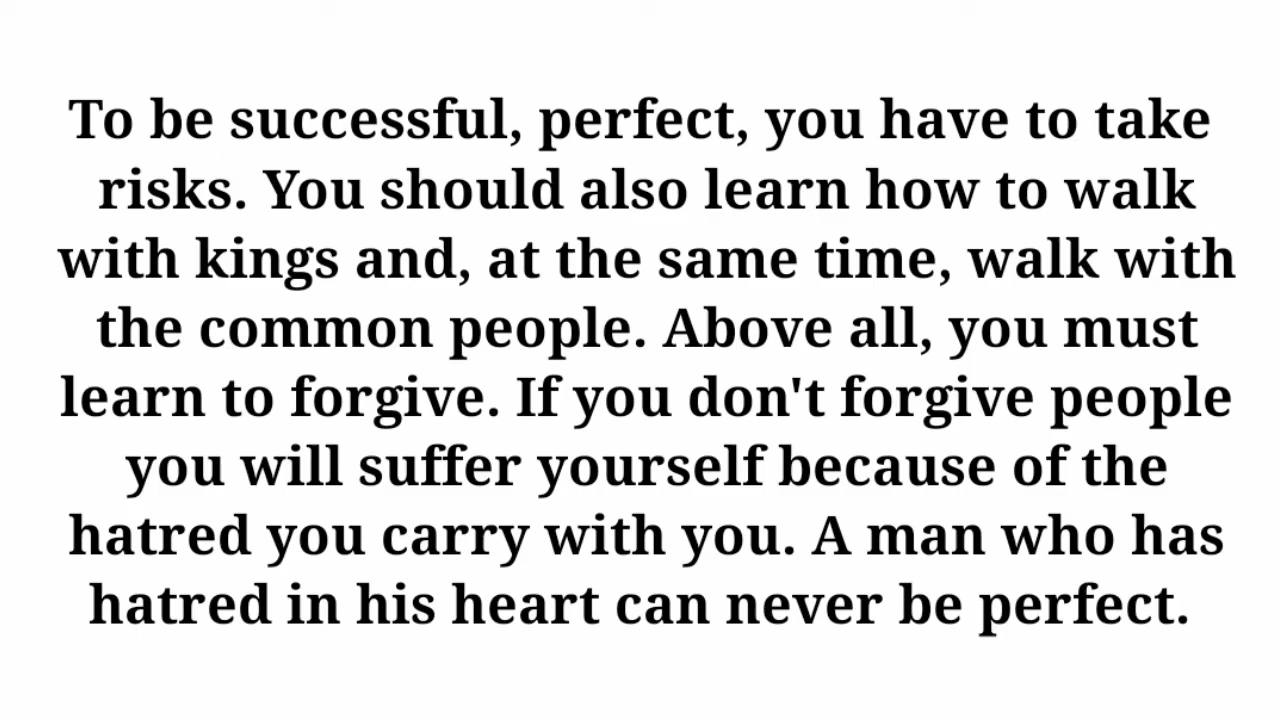 To be successful, perfect, you have to take
risks. You should also learn how to walk
with kings and, at the same time, walk with
the common people. Above all, you must
learn to forgive. If you don't forgive people
you will suffer yourself because of the
hatred you carry with you. A man who has
hatred in his heart can never be perfect.